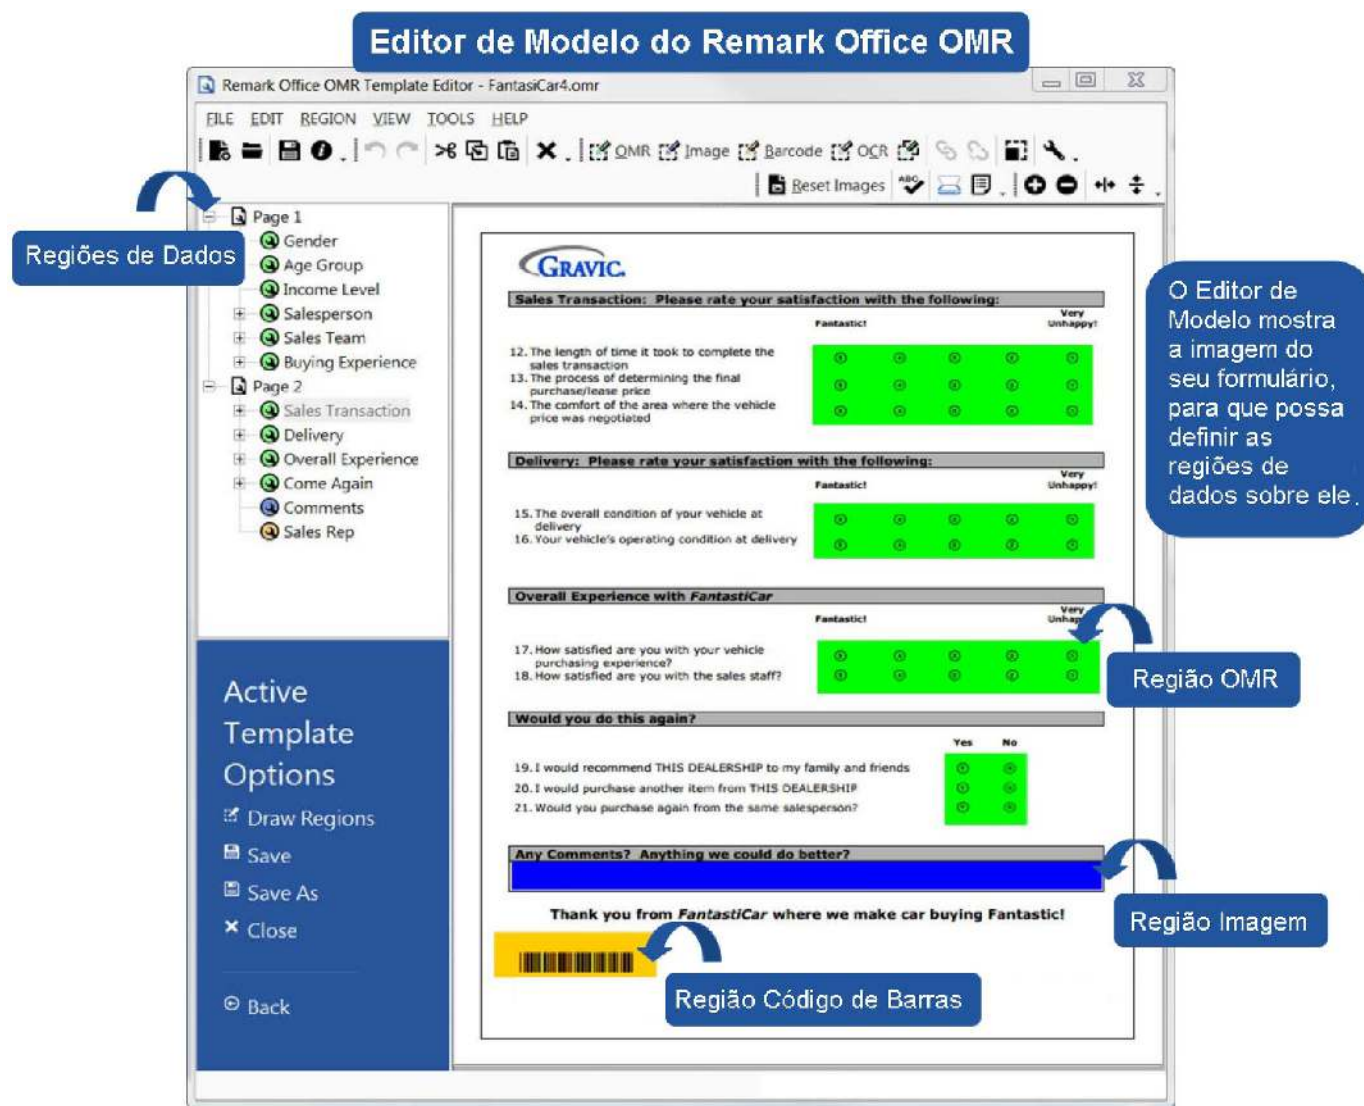 Editor de Modelo do Remark Office OMR
Remark Office OMR Template Editor - FantasiCar4.omr
FILE EDIT REGION VIEW TOOLS HELP
OMR Image Barcode OCR
Reset Images
Regiões de Dados
Page 1
Gender
Age Group
Income Level
Salesperson
Sales Team
Buying Experience
Page 2
Sales Transaction
Delivery
Overall Experience
Come Again
Comments
Sales Rep
Active
Template
Options
Draw Regions
Save
Save As
Close
Back
GRAVIC.
Sales Transaction: Please rate your satisfaction with the following:
Fantastic! Very
Unhappy!
12. The length of time it took to complete the
sales transaction
13. The process of determining the final
purchase/lease price
14. The comfort of the area where the vehicle
price was negotiated
Delivery: Please rate your satisfaction with the following:
Fantastic! Very
Unhappy!
15. The overall condition of your vehicle at
delivery
16. Your vehicle's operating condition at delivery
Overall Experience with FantastiCar
Fantastic! Very
Unhapp
17. How satisfied are you with your vehicle
purchasing experience?
18. How satisfied are you with the sales staff?
Would you do this again?
Yes No
19. I would recommend THIS DEALERSHIP to my family and friends
20. I would purchase another item from THIS DEALERSHIP
21. Would you purchase again from the same salesperson?
Any Comments? Anything we could do better?
Thank you from FantastiCar where we make car buying Fantastic!
O Editor de
Modelo mostra
a imagem do
seu formulário,
para que possa
definir as
regiões de
dados sobre ele.
Região OMR
Região Imagem
Região Código de Barras